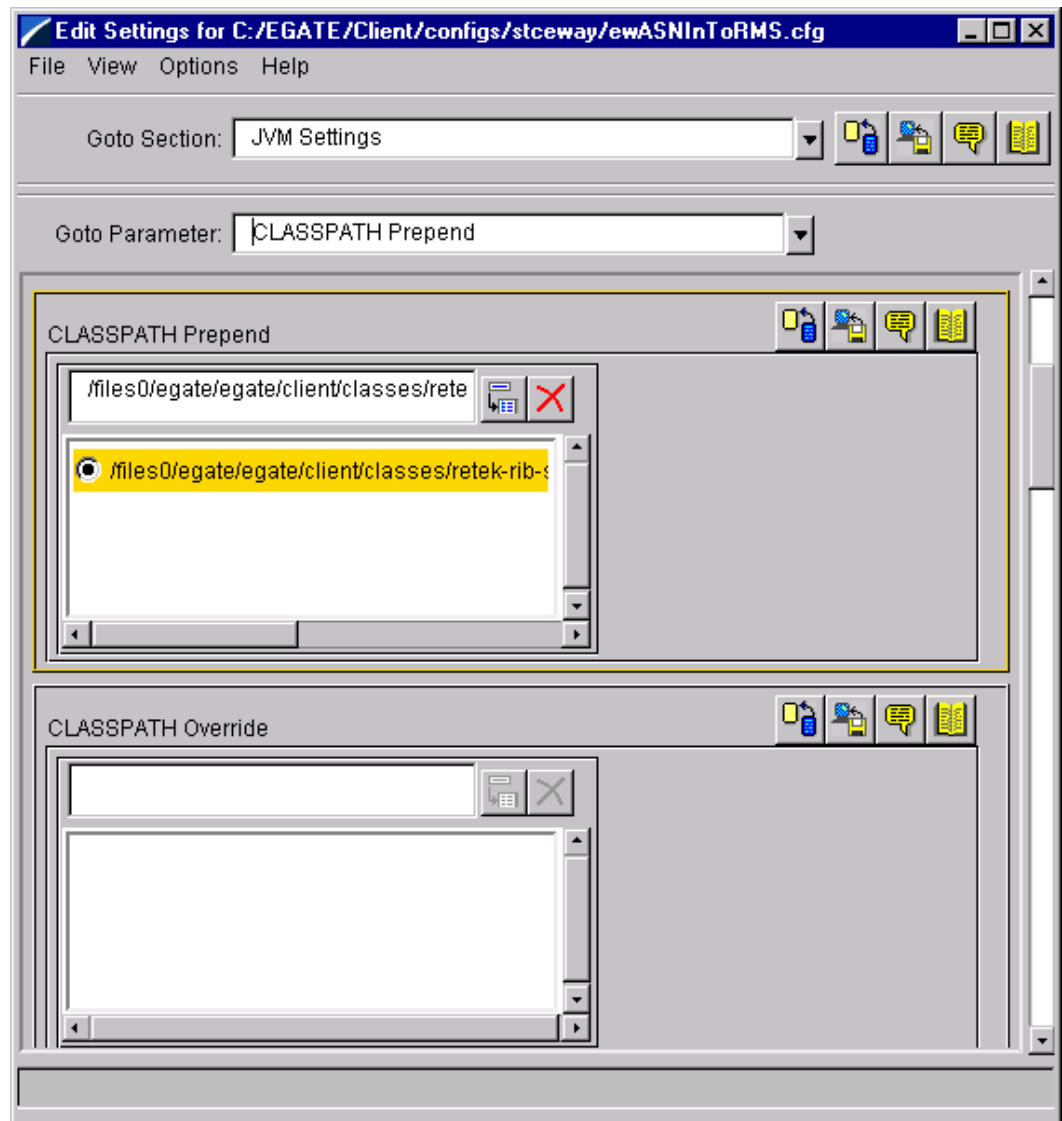 Edit Settings for C:/EGATE/Client/configs/stceway/ewASNInToRMS.cfg
File View Options Help
Goto Section: JVM Settings
Goto Parameter: CLASSPATH Prepend
CLASSPATH Prepend
/files0/egate/egate/client/classes/rete
/files0/egate/egate/client/classes/retek-rib-s
CLASSPATH Override